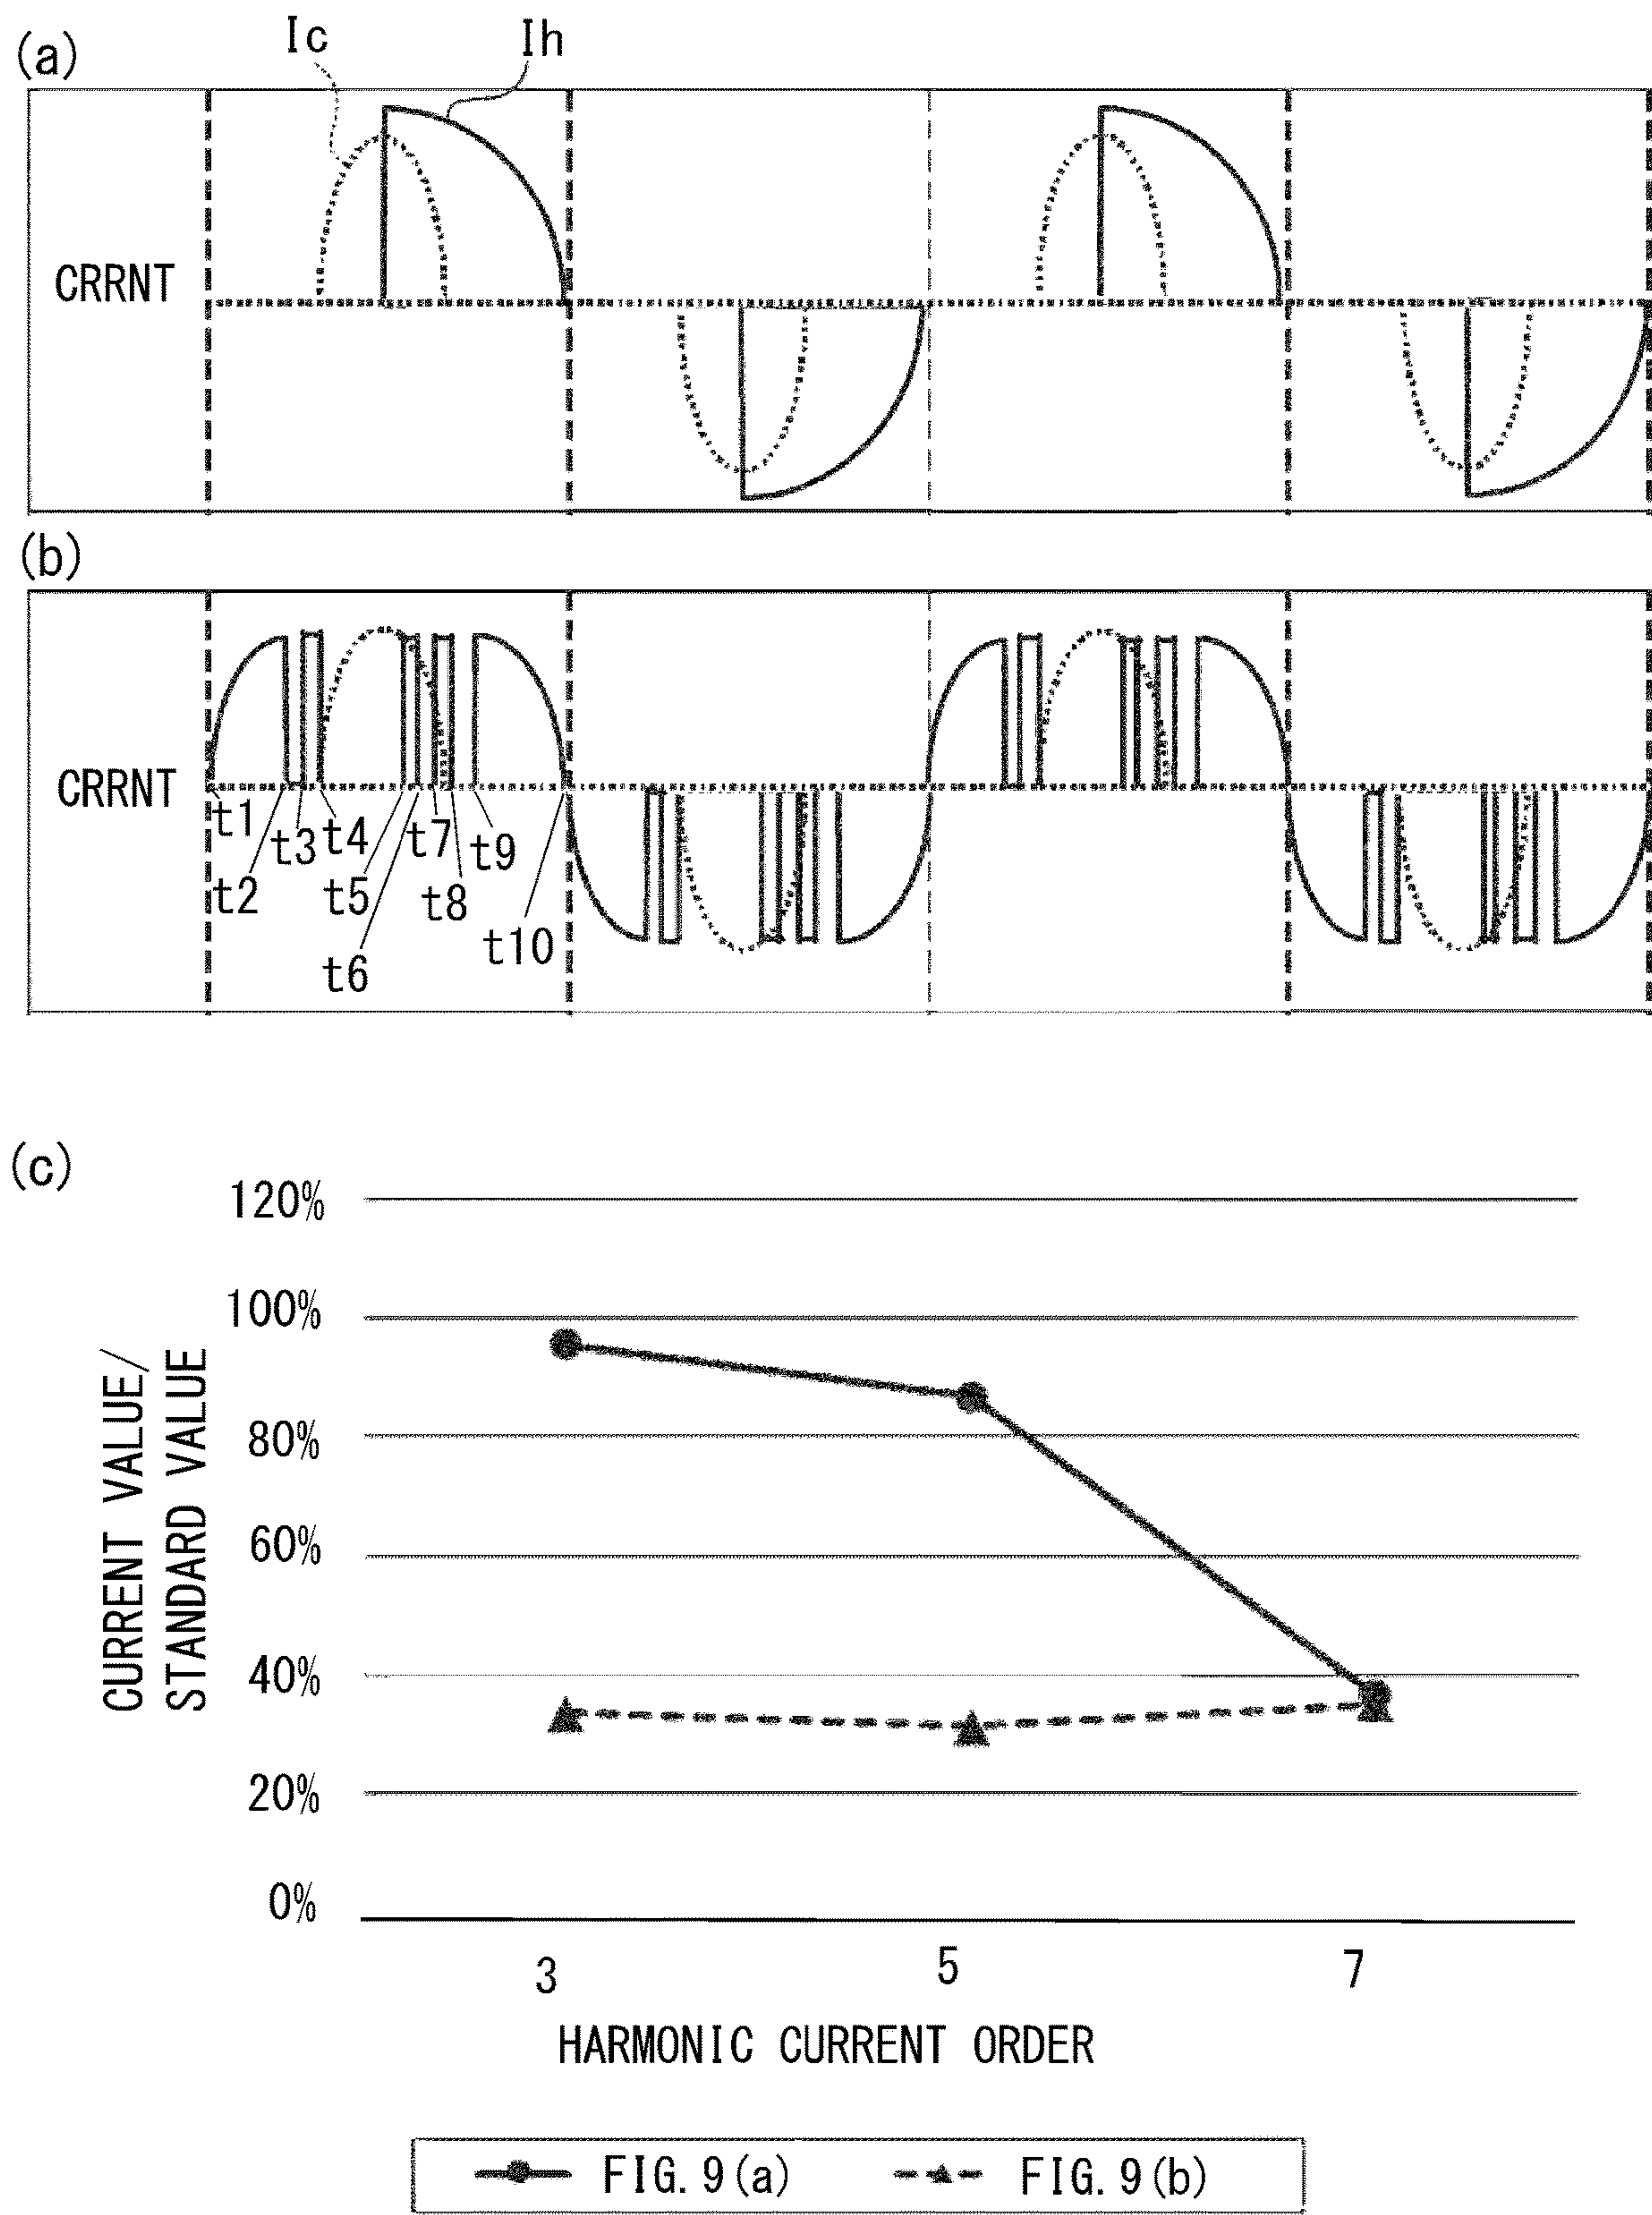 (a)
Ic
Ih
CRRNT
(b)
CRRNT
t1
t2
t3
t4
t5
t6
t7
t8
t9
t10
(c)
120%
100%
80%
60%
40%
20%
0%
CURRENT VALUE/
STANDARD VALUE
3 5 7
HARMONIC CURRENT ORDER
FIG. 9(a) FIG. 9(b)